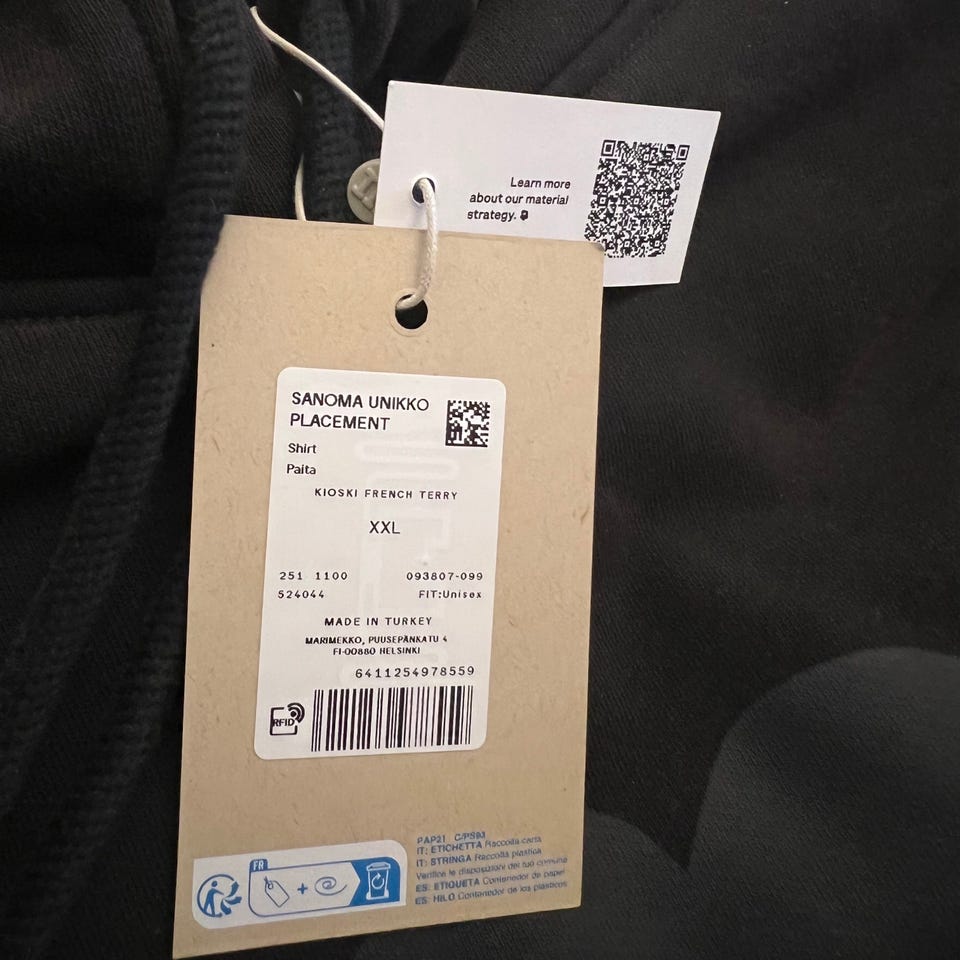 Learn more
about our material
strategy.
SANOMA UNIKKO
PLACEMENT
Shirt
Paita
KIOSKI FRENCH TERRY
XXL
251 1100 093807-099
524044 FIT:Unisex
MADE IN TURKEY
MARIMEKKO, PUUSEPÄNKATU 4
FI-00880 HELSINKI
6411254978559
RFID
FR
+
PAP21 C/PS93
IT: ETICHETTA Raccolta carta
IT: STRINGA Raccolta plastica
Verifica le disposizioni del tuo comune
ES: ETIQUETA Contenedor de papel
ES: HILO Contenedor de los plasticos